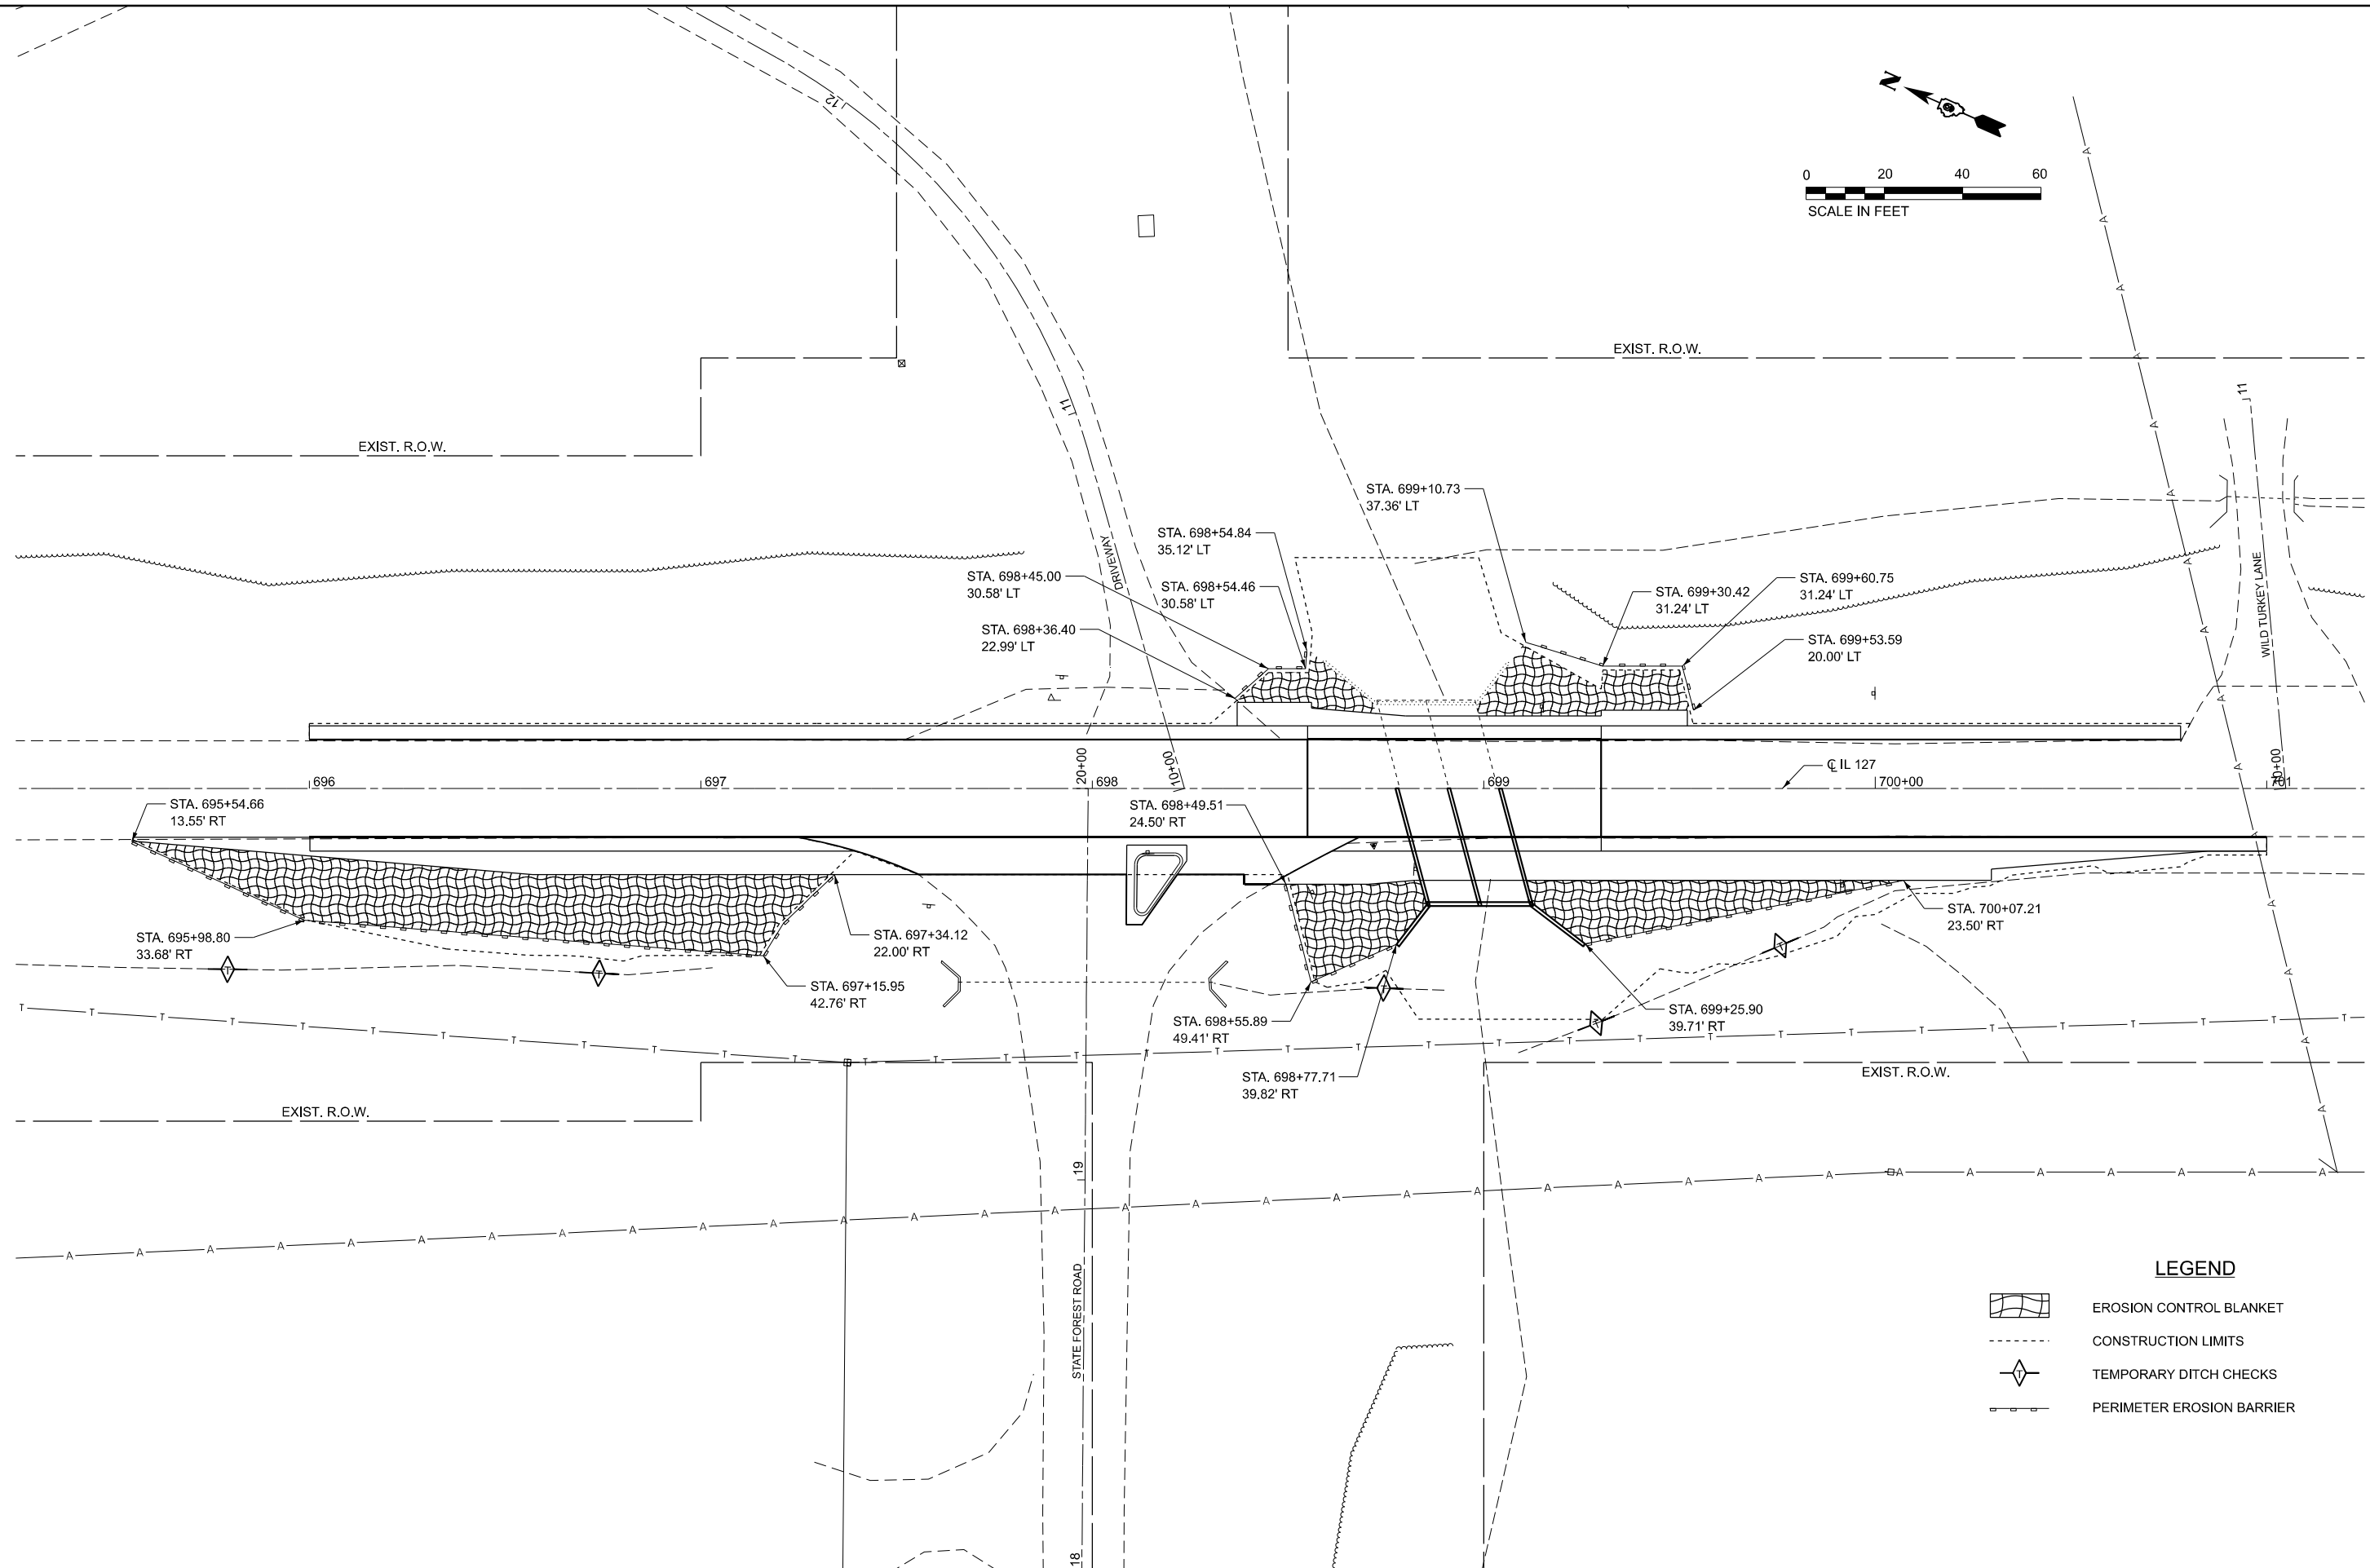 N
0 20 40 60
SCALE IN FEET
12
11
11
EXIST. R.O.W.
EXIST. R.O.W.
DRIVEWAY
WILD TURKEY LANE
STA. 699+10.73
37.36' LT
STA. 698+54.84
35.12' LT
STA. 698+45.00
30.58' LT
STA. 698+54.46
30.58' LT
STA. 698+36.40
22.99' LT
STA. 699+30.42
31.24' LT
STA. 699+60.75
31.24' LT
STA. 699+53.59
20.00' LT
696
697
20+00
698
10+00
699
℄ IL 127
700+00
10+00
701
STA. 695+54.66
13.55' RT
STA. 698+49.51
24.50' RT
STA. 695+98.80
33.68' RT
STA. 697+34.12
22.00' RT
STA. 697+15.95
42.76' RT
STA. 700+07.21
23.50' RT
STA. 699+25.90
39.71' RT
STA. 698+55.89
49.41' RT
STA. 698+77.71
39.82' RT
EXIST. R.O.W.
EXIST. R.O.W.
19
STATE FOREST ROAD
18
LEGEND
EROSION CONTROL BLANKET
CONSTRUCTION LIMITS
T TEMPORARY DITCH CHECKS
PERIMETER EROSION BARRIER